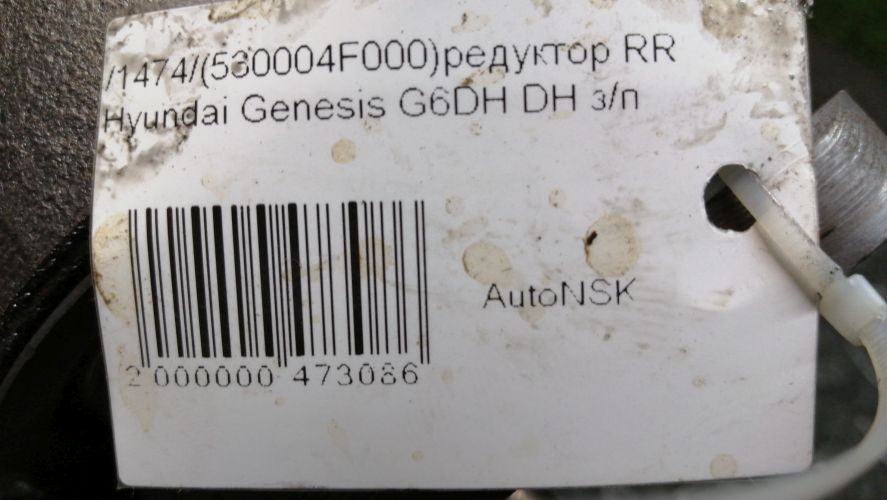 /1474/(530004F000)редуктор RR
Hyundai Genesis G6DH DH з/п
AutoNSK
2 000000 473086